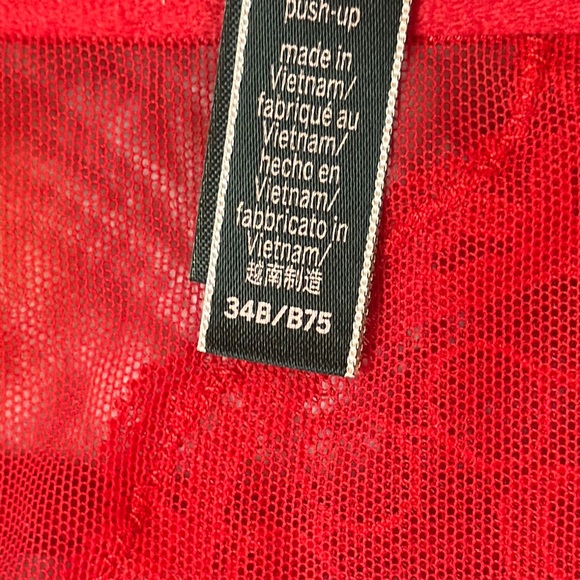 push-up
made in
Vietnam/
fabriqué au
Vietnam/
hecho en
Vietnam/
fabbricato in
Vietnam/
越南制造
34B/B75